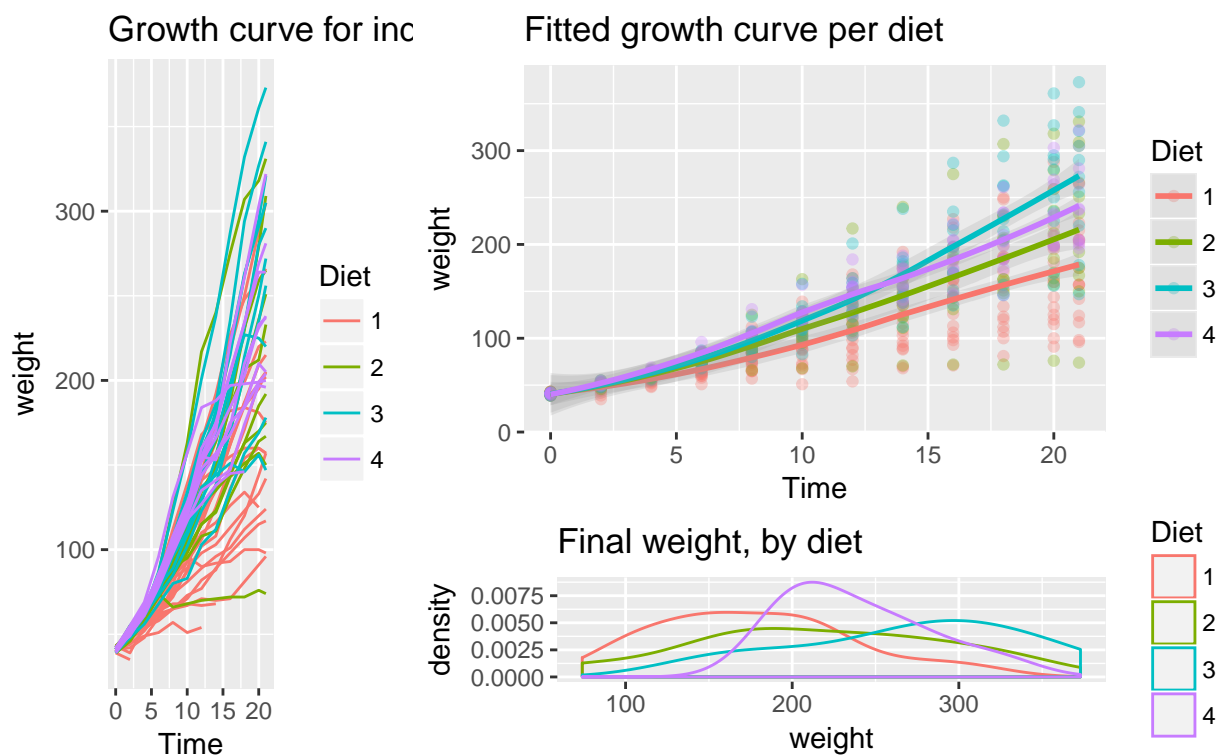 Growth curve for inc
300
200
100
weight
0 5 10 15 20
Time
Diet
1
2
3
4
Fitted growth curve per diet
300
200
100
0
weight
0 5 10 15 20
Time
Diet
1
2
3
4
Final weight, by diet
0.0075
0.0050
0.0025
0.0000
density
100 200 300
weight
Diet
1
2
3
4